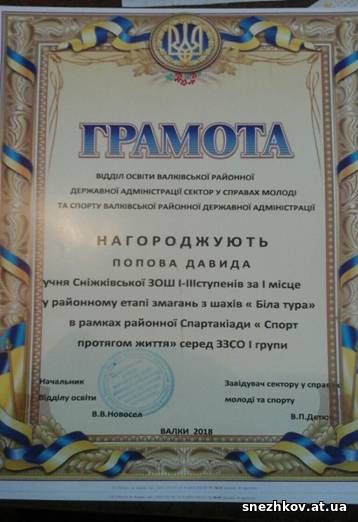 ГРАМОТА
ВІДДІЛ ОСВІТИ ВАЛКІВСЬКОЇ РАЙОННОЇ
ДЕРЖАВНОЇ АДМІНІСТРАЦІЇ СЕКТОР У СПРАВАХ МОЛОДІ
ТА СПОРТУ ВАЛКІВСЬКОЇ РАЙОННОЇ ДЕРЖАВНОЇ АДМІНІСТРАЦІЇ
НАГОРОДЖУЮТЬ
ПОПОВА ДАВИДА
учня Сніжківської ЗОШ І-ІІІступенів за І місце
у районному етапі змагань з шахів « Біла тура»
в рамках районної Спартакіади « Спорт
протягом життя» серед ЗЗСО І групи
Начальник Завідувач сектору у справах
Відділу освіти молоді та спорту
В.В.Новосел В.П.
ВАЛКИ 2018
snezhkov.at.ua